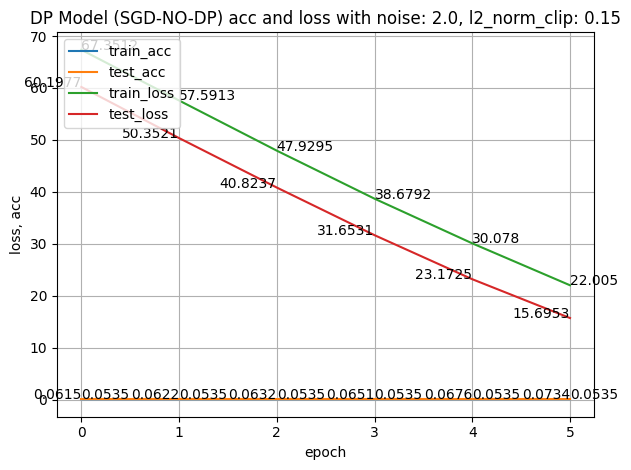 DP Model (SGD-NO-DP) acc and loss with noise: 2.0, l2_norm_clip: 0.15
70
60
50
40
30
20
10
0
loss, acc
train_acc
test_acc
train_loss
test_loss
67.3512
57.5913
47.9295
38.6792
30.078
22.005
60.1977
50.3521
40.8237
31.6531
23.1725
15.6953
0.0615 0.0535 0.0622 0.0535 0.0632 0.0535 0.0651 0.0535 0.0676 0.0535 0.0734 0.0535
0 1 2 3 4 5
epoch